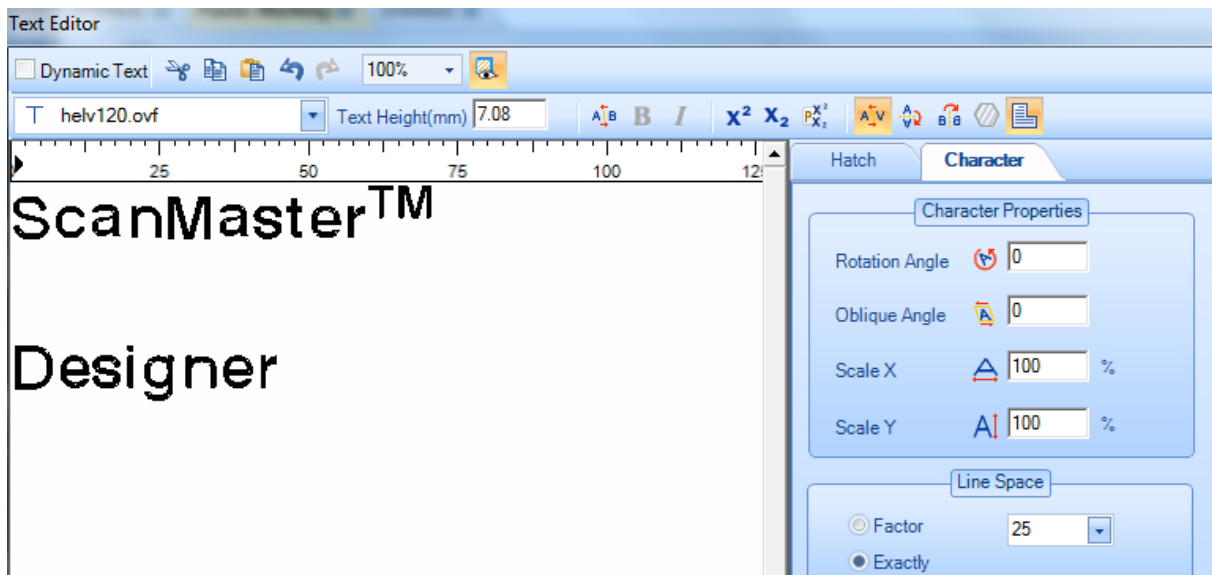 Text Editor
Dynamic Text 100%
helv120.ovf Text Height(mm) 7.08 B I X² X₂
25 50 75 100
Hatch Character
ScanMaster™
Designer
Character Properties
Rotation Angle 0
Oblique Angle 0
Scale X 100 %
Scale Y 100 %
Line Space
Factor 25
Exactly